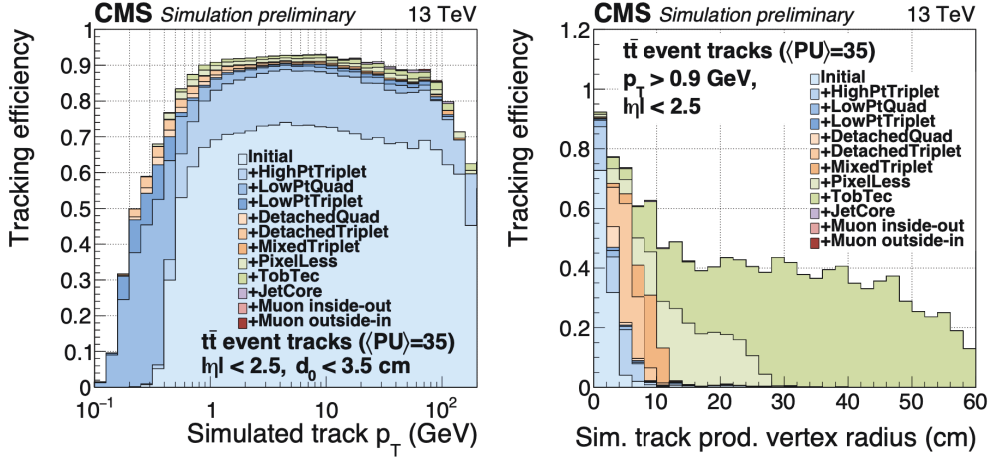 CMS Simulation preliminary 13 TeV
Tracking efficiency
1
0.9
0.8
0.7
0.6
0.5
0.4
0.3
0.2
0.1
0
Initial
+HighPtTriplet
+LowPtQuad
+LowPtTriplet
+DetachedQuad
+DetachedTriplet
+MixedTriplet
+PixelLess
+TobTec
+JetCore
+Muon inside-out
+Muon outside-in
tt̄ event tracks (⟨PU⟩=35)
|η| < 2.5, d₀ < 3.5 cm
10⁻¹ 1 10 10²
Simulated track p_T (GeV)
CMS Simulation preliminary 13 TeV
Tracking efficiency
1.2
1
0.8
0.6
0.4
0.2
0
tt̄ event tracks (⟨PU⟩=35)
p_T > 0.9 GeV,
|η| < 2.5
Initial
+HighPtTriplet
+LowPtQuad
+LowPtTriplet
+DetachedQuad
+DetachedTriplet
+MixedTriplet
+PixelLess
+TobTec
+JetCore
+Muon inside-out
+Muon outside-in
0 10 20 30 40 50 60
Sim. track prod. vertex radius (cm)